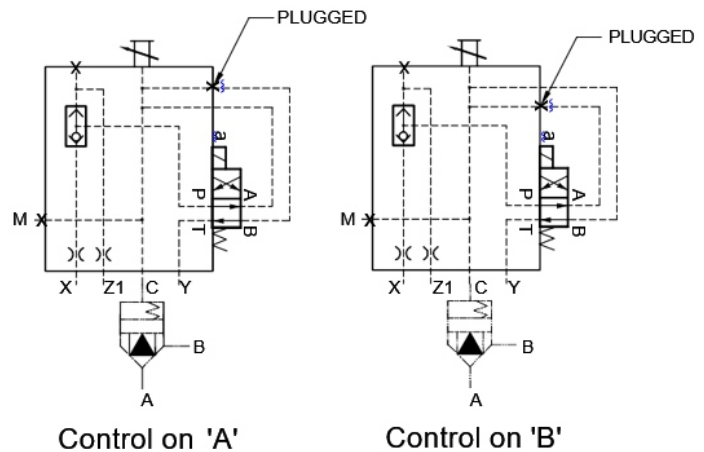 PLUGGED
PLUGGED
X
a
P
A
T
B
M
X
Z1
C
Y
B
A
X
a
P
A
T
B
M
X
Z1
C
Y
B
A
Control on 'A'
Control on 'B'